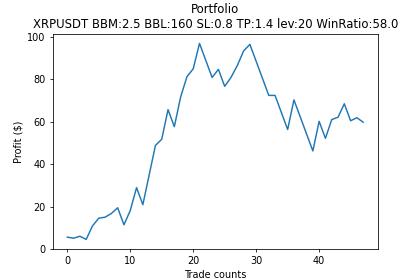 Portfolio
XRPUSDT BBM:2.5 BBL:160 SL:0.8 TP:1.4 lev:20 WinRatio:58.0
100
80
60
40
20
0
Profit ($)
0 10 20 30 40
Trade counts